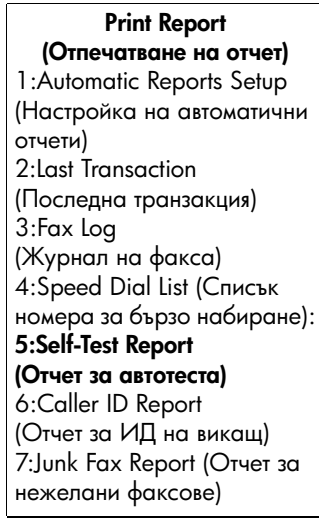 Print Report
(Отпечатване на отчет)
1:Automatic Reports Setup
(Настройка на автоматични
отчети)
2:Last Transaction
(Последна транзакция)
3:Fax Log
(Журнал на факса)
4:Speed Dial List (Списък
номера за бързо набиране):
5:Self-Test Report
(Отчет за автотеста)
6:Caller ID Report
(Отчет за ИД на викащ)
7:Junk Fax Report (Отчет за
нежелани факсове)